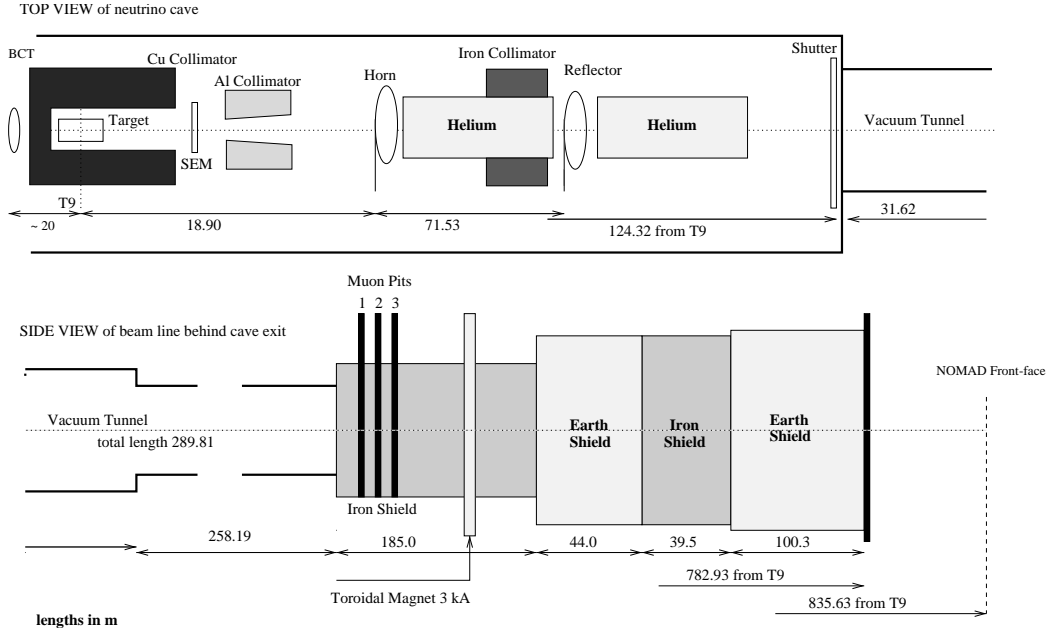 TOP VIEW of neutrino cave
BCT
Cu Collimator
Al Collimator
Horn
Iron Collimator
Reflector
Shutter
Target
Helium
Helium
Vacuum Tunnel
SEM
T9
~ 20
18.90
71.53
124.32 from T9
31.62
Muon Pits
1 2 3
SIDE VIEW of beam line behind cave exit
NOMAD Front-face
Vacuum Tunnel
total length 289.81
Earth
Shield
Iron
Shield
Earth
Shield
Iron Shield
258.19
185.0
44.0
39.5
100.3
782.93 from T9
Toroidal Magnet 3 kA
835.63 from T9
lengths in m